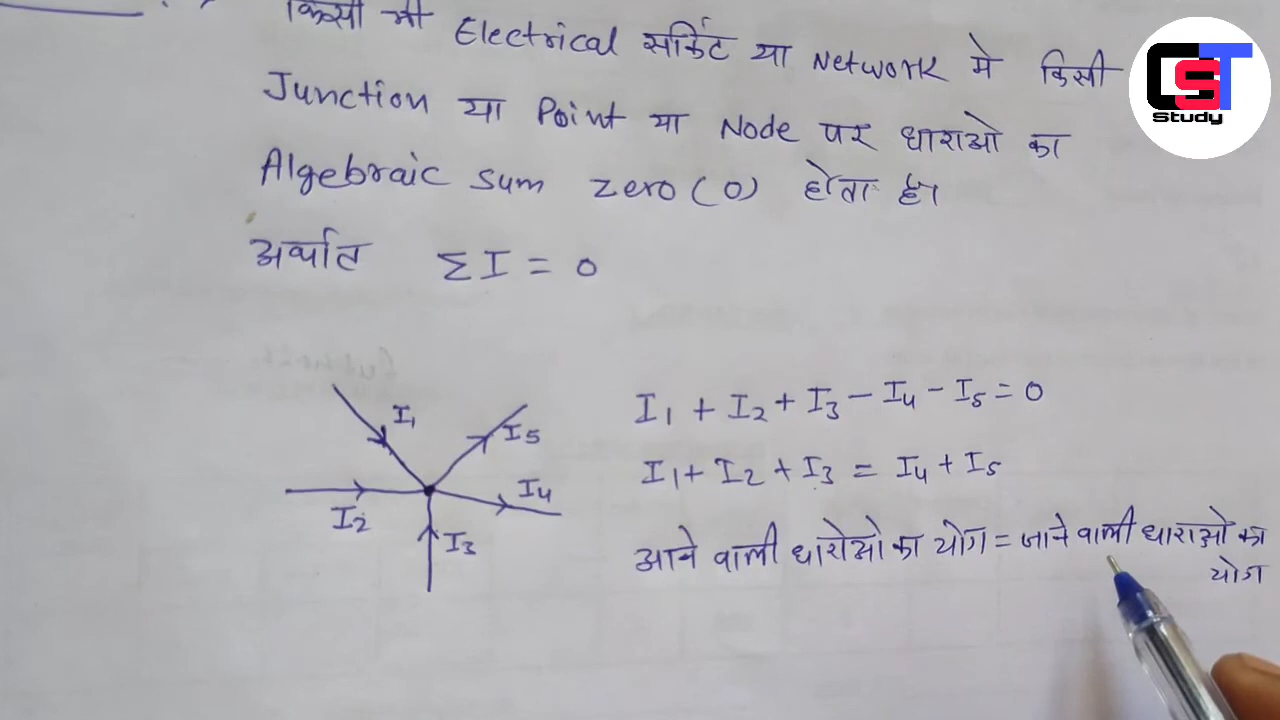 किसी भी Electrical सर्किट या Network मे किसी
Junction या Point या Node पर धाराओ का
Algebraic sum zero(0) होता है।
अर्थात ΣI = 0
I₁ + I₂ + I₃ − I₄ − I₅ = 0
I₁ + I₂ + I₃ = I₄ + I₅
आने वाली धारोओ का योग = जाने वाली धाराओ का
योग
I₁
I₅
I₂
I₄
I₃
CST
Study